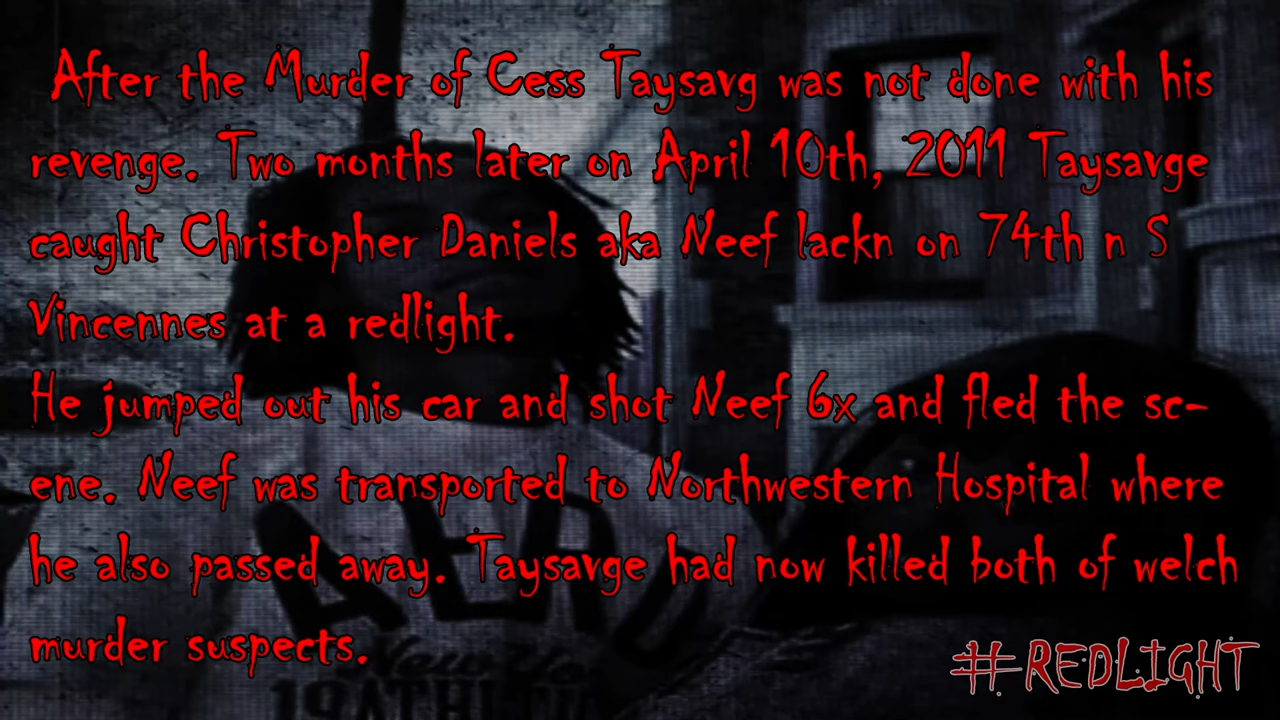 After the Murder of Cess Taysavg was not done with his
revenge. Two months later on April 10th, 2011 Taysavge
caught Christopher Daniels aka Neef lackn on 74th n S
Vincennes at a redlight.
He jumped out his car and shot Neef 6x and fled the sc-
ene. Neef was transported to Northwestern Hospital where
he also passed away. Taysavge had now killed both of welch
murder suspects.
#REDLIGHT
AERO